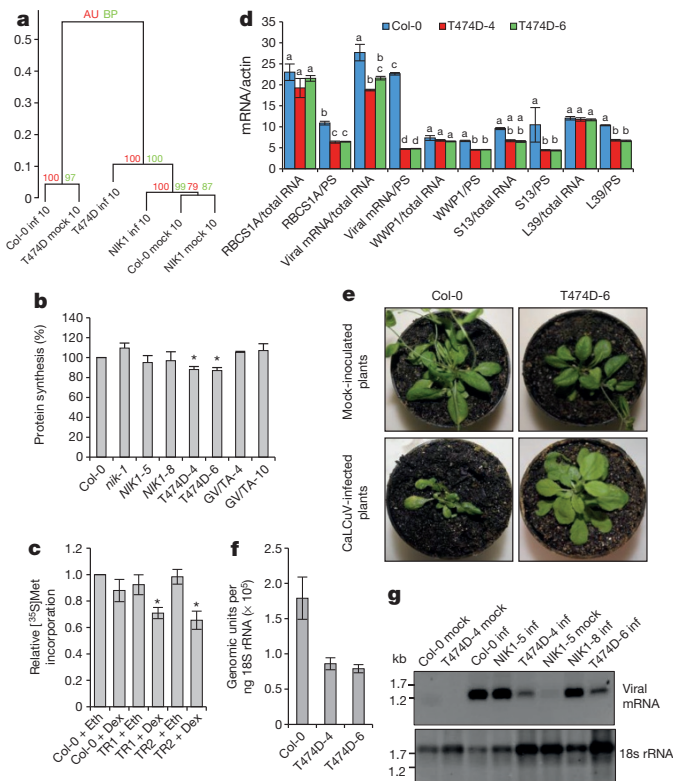 a
AU BP
0.5
0.4
0.3
0.2
0.1
0
100 97
100 100
99 79 87
Col-0 inf 10
T474D mock 10
T474D inf 10
NIK1 inf 10
Col-0 mock 10
NIK1 mock 10
d
Col-0 T474D-4 T474D-6
mRNA/actin
35
30
25
20
15
10
5
0
a a a
b c c
a b b c
c d d
a a a
a b b
a b b
a b b
a a a
a b b
RBCS1A/total RNA
RBCS1A/PS
Viral mRNA/total RNA
Viral mRNA/PS
WWP1/total RNA
WWP1/PS
S13/total RNA
S13/PS
L39/total RNA
L39/PS
b
Protein synthesis (%)
140
120
100
80
60
40
20
0
* *
Col-0
nik-1
NIK1-5
NIK1-8
T474D-4
T474D-6
GV/TA-4
GV/TA-10
e
Col-0 T474D-6
Mock-inoculated
plants
CaLCuV-infected
plants
c
Relative [35S]Met
incorporation
1.2
1.0
0.8
0.6
0.4
0.2
0
* *
Col-0 + Eth
Col-0 + Dex
TR1 + Eth
TR1 + Dex
TR2 + Eth
TR2 + Dex
f
Genomic units per
ng 18S rRNA (× 10⁵)
2.5
2.0
1.5
1.0
0.5
0
Col-0
T474D-4
T474D-6
g
Col-0 mock
T474D-4 mock
Col-0 inf
NIK1-5 inf
T474D-4 inf
NIK1-5 mock
NIK1-8 inf
T474D-6 inf
kb
1.7
1.2
Viral
mRNA
1.7
1.2
18s rRNA